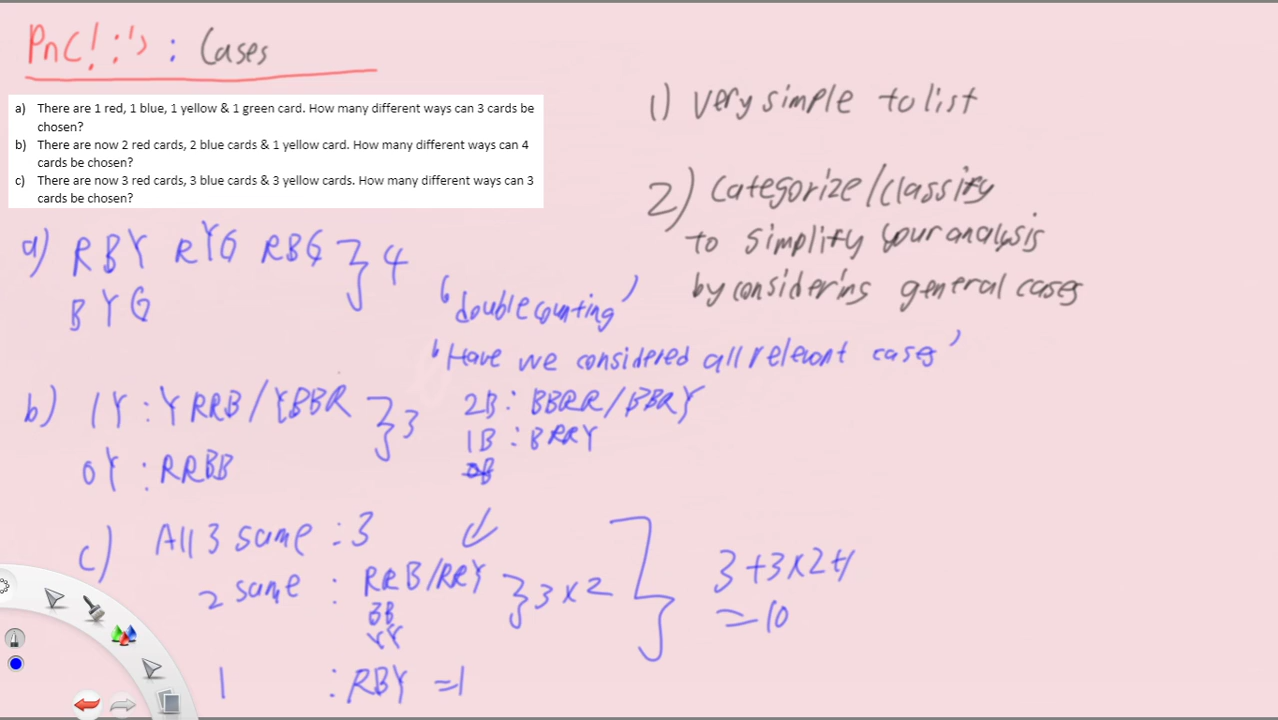 PnC!:'s : Cases
a) There are 1 red, 1 blue, 1 yellow & 1 green card. How many different ways can 3 cards be
chosen?
b) There are now 2 red cards, 2 blue cards & 1 yellow card. How many different ways can 4
cards be chosen?
c) There are now 3 red cards, 3 blue cards & 3 yellow cards. How many different ways can 3
cards be chosen?
1) very simple to list
2) Categorize/classify
to simplify your analysis
by considering general cases
a) RBY RYG RBG } 4
BYG
'double counting'
'Have we considered all relevant cases'
b) 1Y : YRRB/YBBR } 3
0Y : RRBB
2B : BBRR/BBRY
1B : BRRY
c) All 3 same : 3
2 same : RRB/RRY } 3x2
BB
YY
1 : RBY =1
3+3x2+1
=10